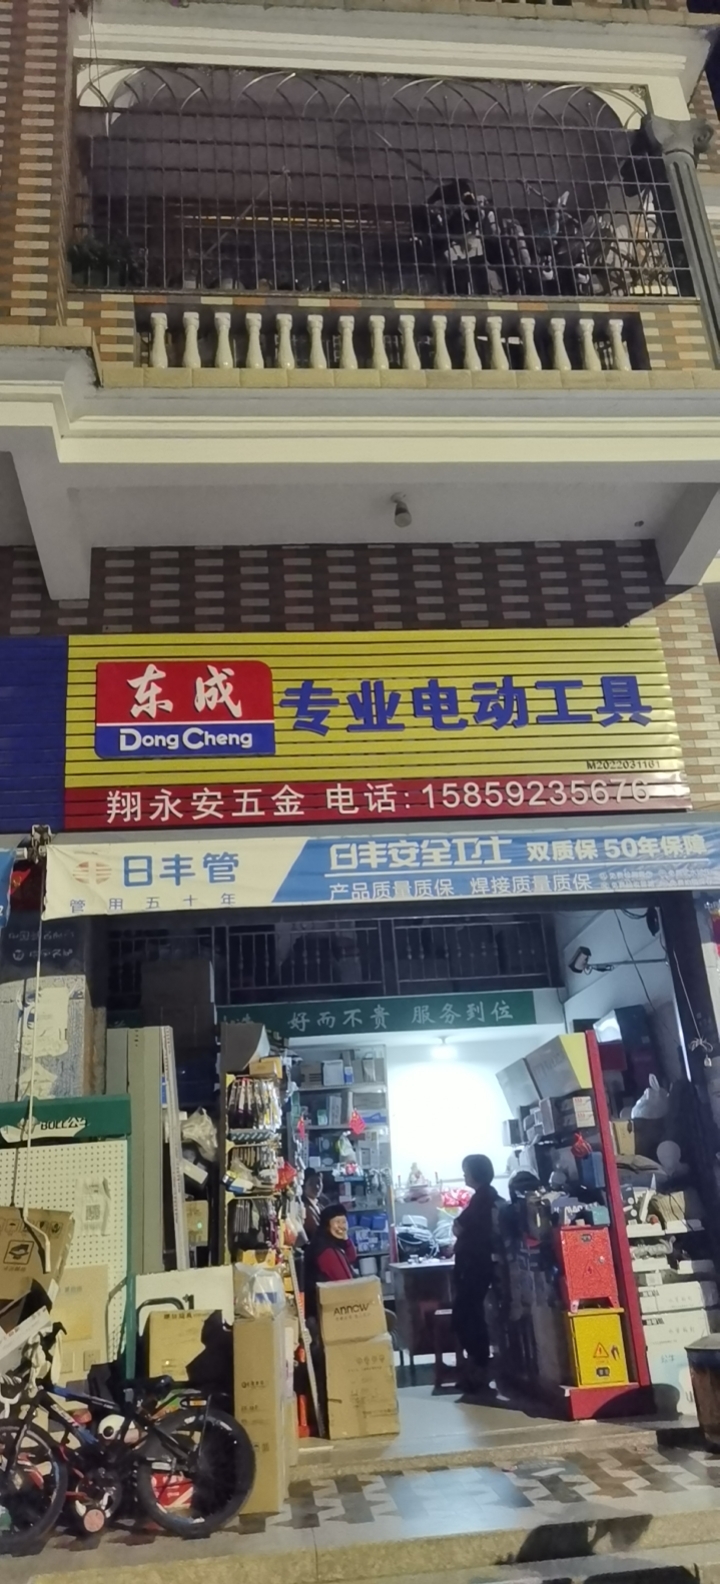 东成
DongCheng
专业电动工具
M2022031101
翔永安五金 电话:15859235676
日丰管
管用五十年
日丰安全卫士 双质保 50年保障
产品质量质保 焊接质量质保
好而不贵 服务到位
ARROW